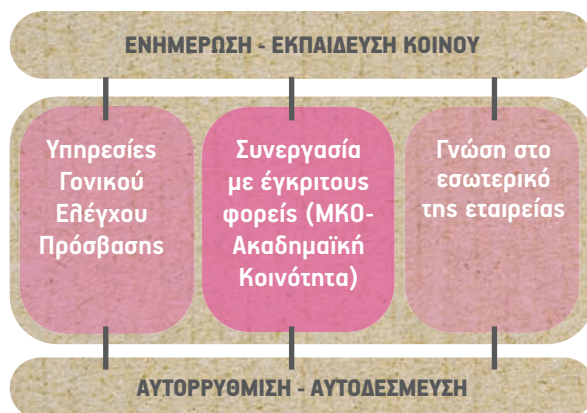 ΕΝΗΜΕΡΩΣΗ - ΕΚΠΑΙΔΕΥΣΗ ΚΟΙΝΟΥ
Υπηρεσίες
Γονικού
Ελέγχου
Πρόσβασης
Συνεργασία
με έγκριτους
φορείς (ΜΚΟ-
Ακαδημαϊκή
Κοινότητα)
Γνώση στο
εσωτερικό
της εταιρείας
ΑΥΤΟΡΡΥΘΜΙΣΗ - ΑΥΤΟΔΕΣΜΕΥΣΗ